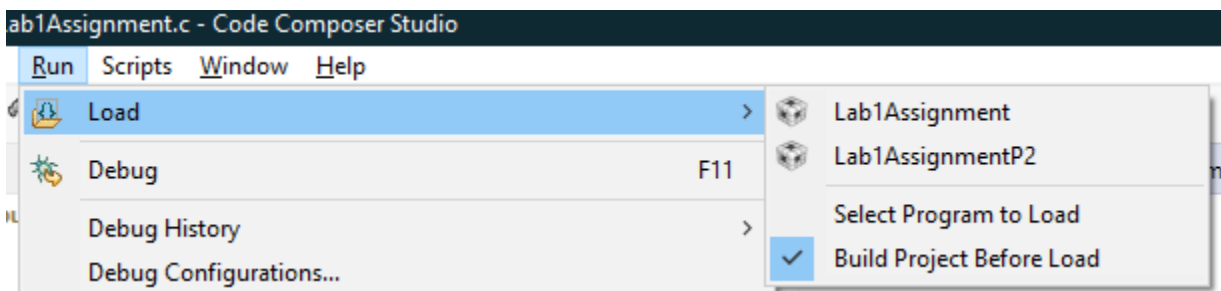 ab1Assignment.c - Code Composer Studio
Run Scripts Window Help
Load
Debug F11
Debug History
Debug Configurations...
Lab1Assignment
Lab1AssignmentP2
Select Program to Load
Build Project Before Load